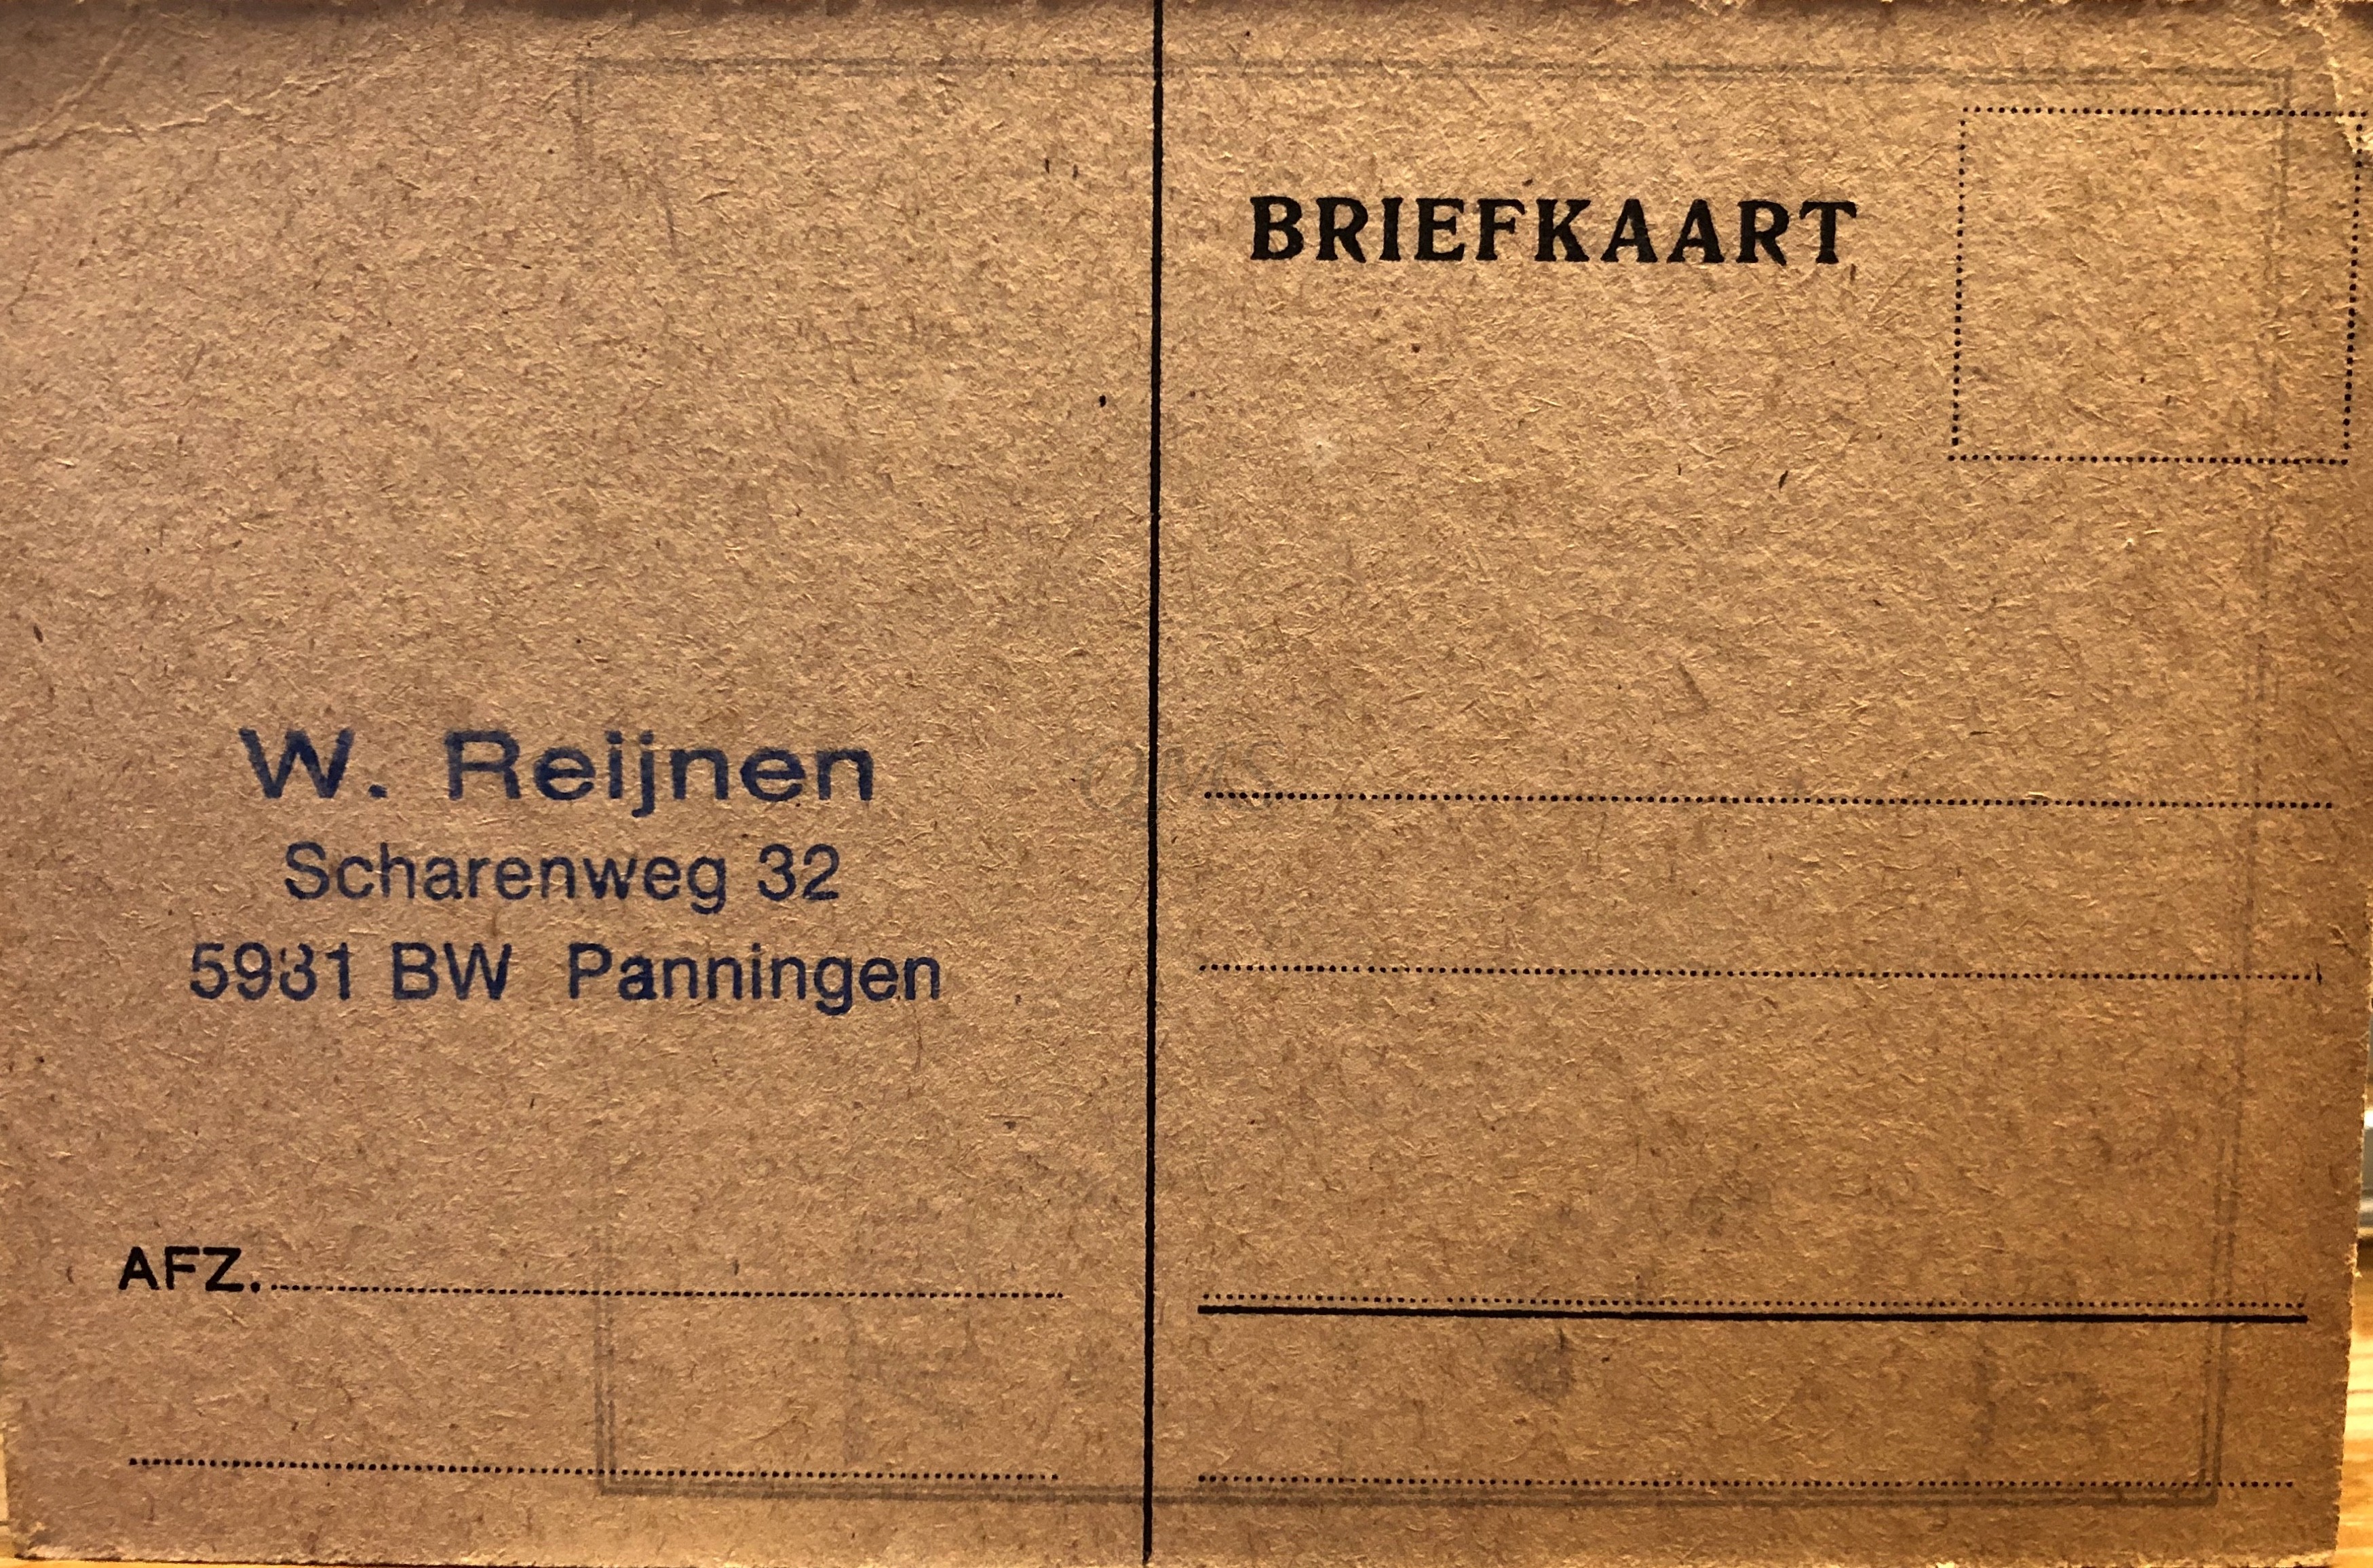 BRIEFKAART
W. Reijnen
Scharenweg 32
5981 BW Panningen
AFZ.